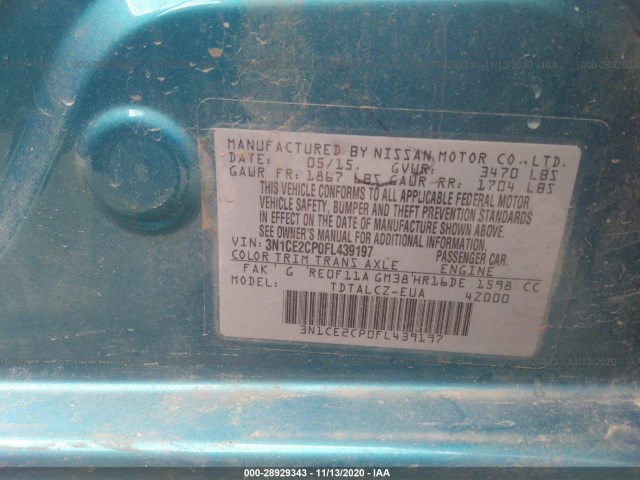 MANUFACTURED BY NISSAN MOTOR CO.,LTD.
DATE: 05/15 GVWR: 3470 LBS
GAWR FR: 1867 LBS GAWR RR: 1704 LBS
THIS VEHICLE CONFORMS TO ALL APPLICABLE FEDERAL MOTOR
VEHICLE SAFETY, BUMPER AND THEFT PREVENTION STANDARDS
IN EFFECT ON THE DATE OF MANUFACTURE SHOWN ABOVE.
SEE OWNER'S MANUAL FOR ADDITIONAL INFORMATION.
VIN: 3N1CE2CP0FL439197 PASSENGER CAR.
COLOR TRIM TRANS AXLE ENGINE
FAK G RE0F11A GM38 HR16DE 1598 CC
MODEL: TDTALCZ-EUA 4Z000
3N1CE2CP0FL439197
000-28929343 | 11/13/2020 | IAA